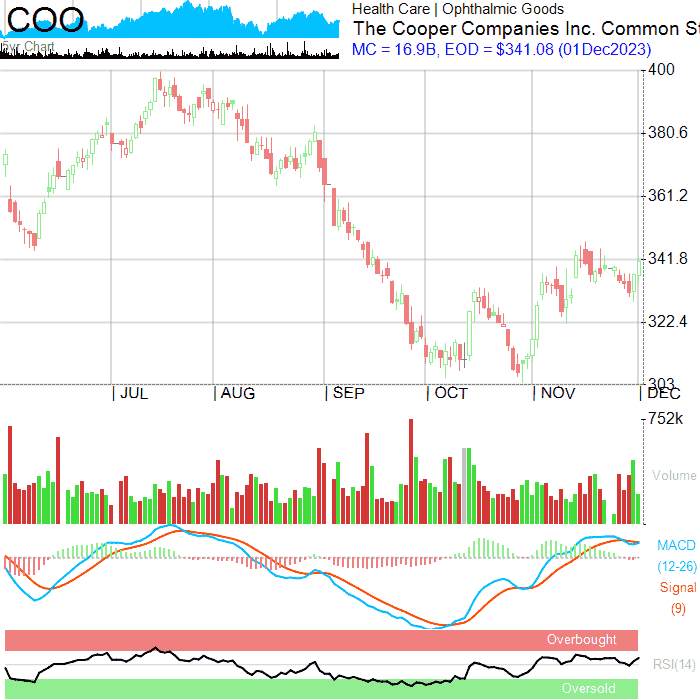 COO
5yr Chart
Health Care | Ophthalmic Goods
The Cooper Companies Inc. Common St
MC = 16.9B, EOD = $341.08 (01Dec2023)
400
380.6
361.2
341.8
322.4
303
| JUL | AUG | SEP | OCT | NOV | DEC
752k
Volume
MACD
(12-26)
Signal
(9)
Overbought
RSI(14)
Oversold